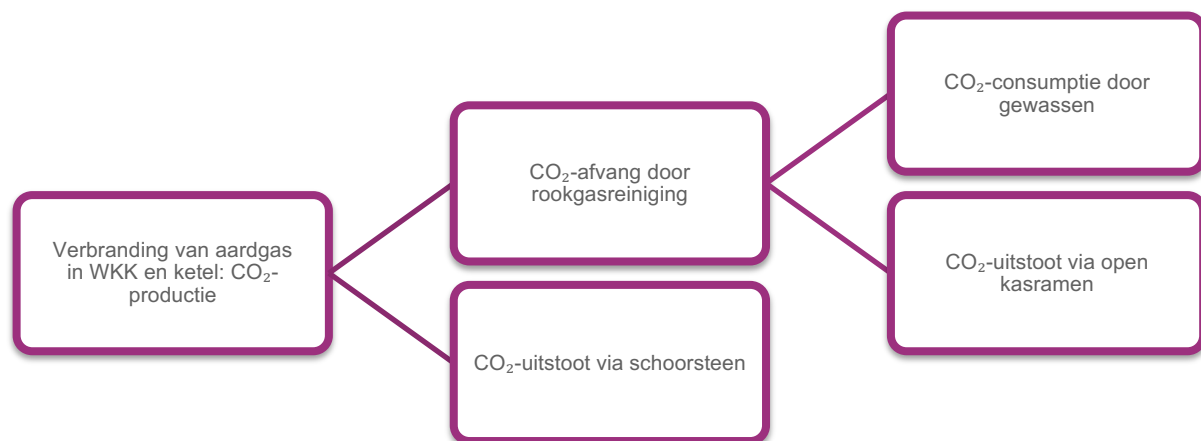 Verbranding van aardgas
in WKK en ketel: CO₂-
productie
CO₂-afvang door
rookgasreiniging
CO₂-uitstoot via schoorsteen
CO₂-consumptie door
gewassen
CO₂-uitstoot via open
kasramen